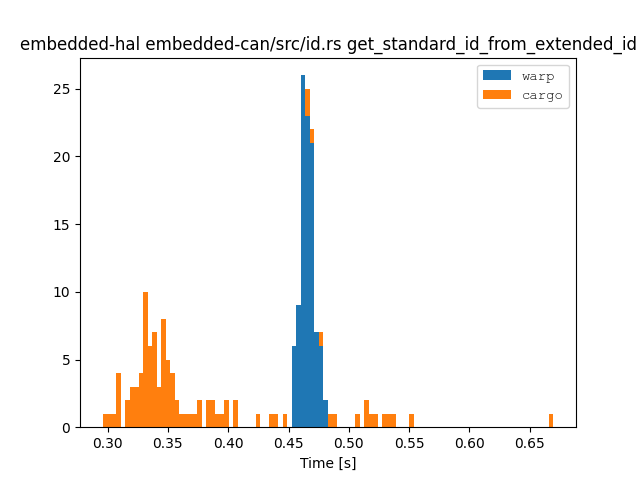 embedded-hal embedded-can/src/id.rs get_standard_id_from_extended_id
warp
cargo
25
20
15
10
5
0
0.30 0.35 0.40 0.45 0.50 0.55 0.60 0.65
Time [s]